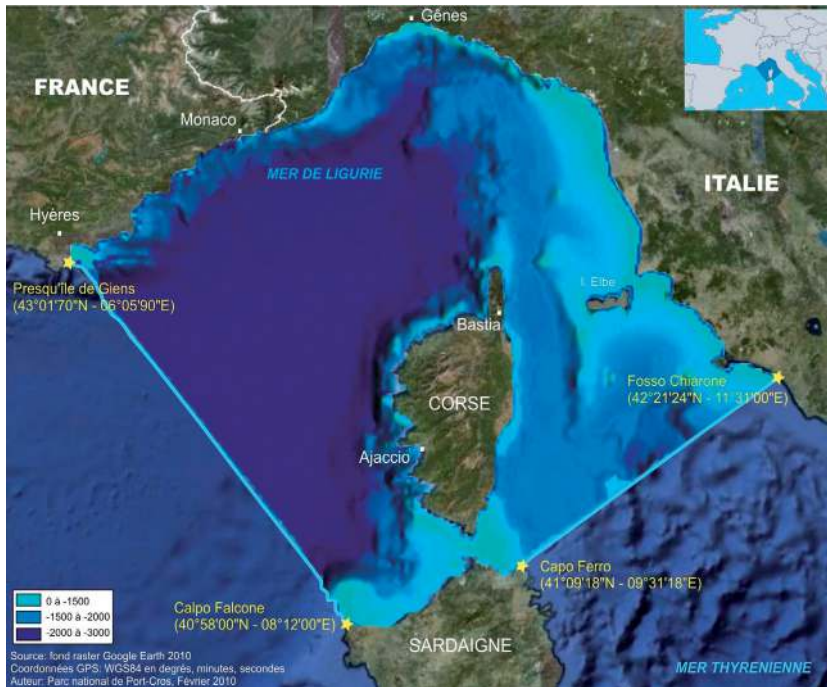 Gênes
FRANCE
Monaco
MER DE LIGURIE
ITALIE
Hyères
Presqu'île de Giens
(43°01'70"N - 06°05'90"E)
I. Elbe
Bastia
Fosso Chiarone
(42°21'24"N - 11°31'00"E)
CORSE
Ajaccio
Capo Ferro
(41°09'18"N - 09°31'18"E)
0 à -1500
-1500 à -2000
-2000 à -3000
Calpo Falcone
(40°58'00"N - 08°12'00"E)
SARDAIGNE
Source: fond raster Google Earth 2010
Coordonnées GPS: WGS84 en degrés, minutes, secondes
Auteur: Parc national de Port-Cros, Février 2010
MER THYRENIENNE